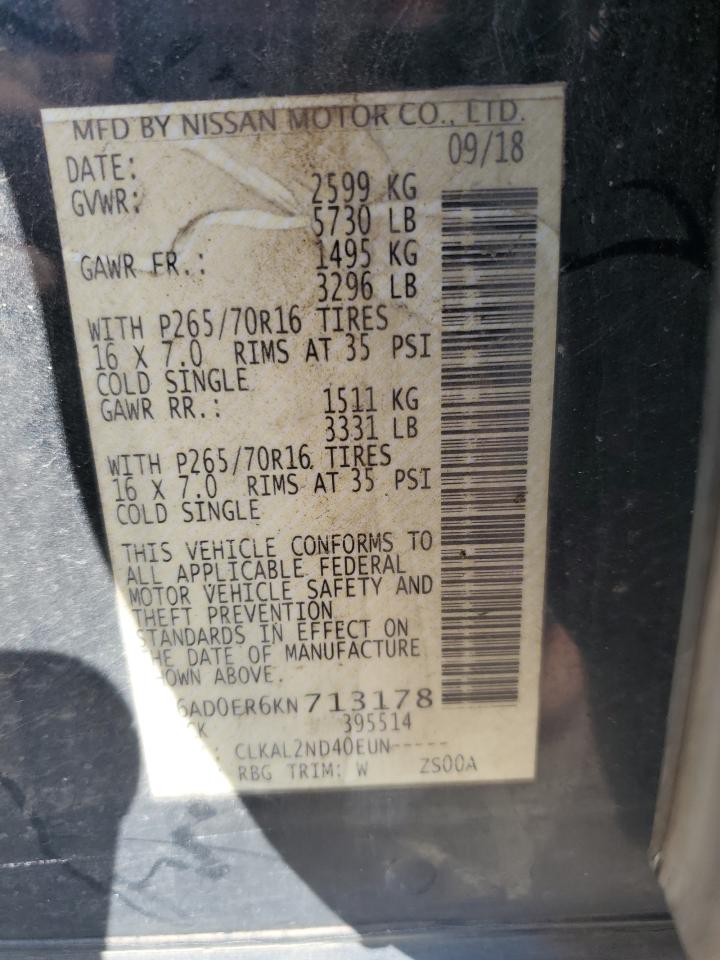 MFD BY NISSAN MOTOR CO., LTD.
DATE: 09/18
GVWR: 2599 KG
5730 LB
GAWR FR.: 1495 KG
3296 LB
WITH P265/70R16 TIRES
16 X 7.0 RIMS AT 35 PSI
COLD SINGLE
GAWR RR.: 1511 KG
3331 LB
WITH P265/70R16 TIRES
16 X 7.0 RIMS AT 35 PSI
COLD SINGLE
THIS VEHICLE CONFORMS TO
ALL APPLICABLE FEDERAL
MOTOR VEHICLE SAFETY AND
THEFT PREVENTION
STANDARDS IN EFFECT ON
THE DATE OF MANUFACTURE
SHOWN ABOVE.
6AD0ER6KN713178
CK 395514
: CLKAL2ND40EUN-----
RBG TRIM: W ZS00A